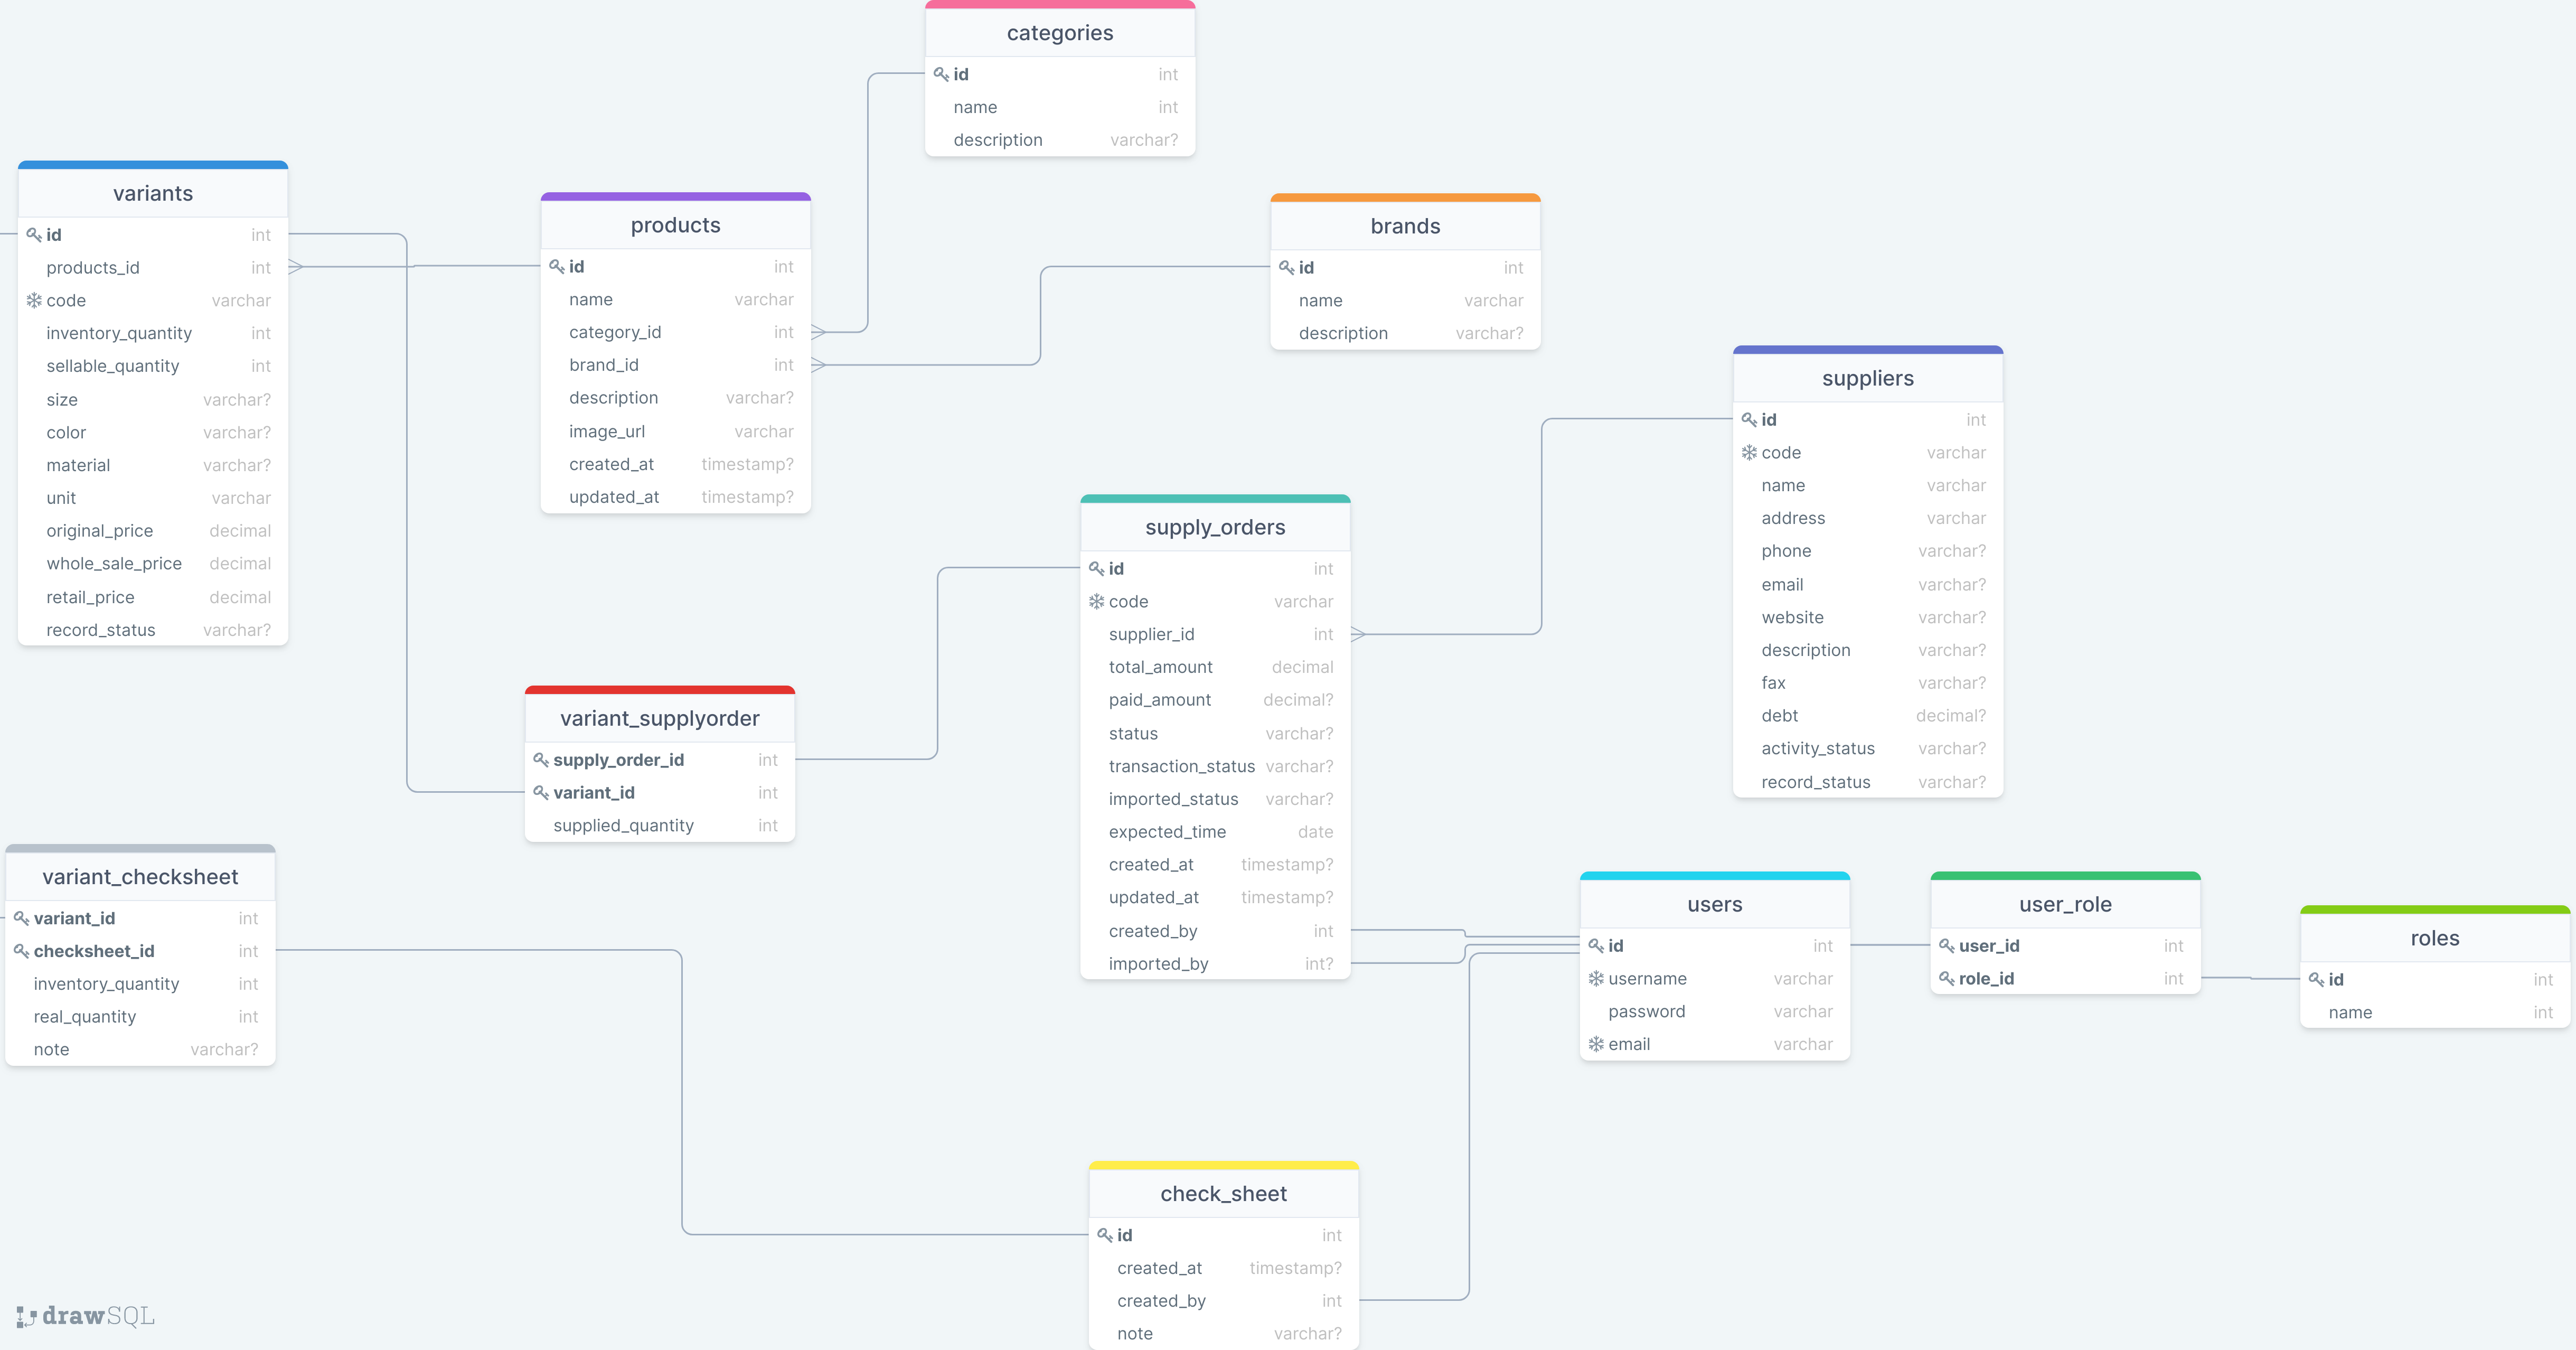 categories
id int
name int
description varchar?
variants
id int
products_id int
code varchar
inventory_quantity int
sellable_quantity int
size varchar?
color varchar?
material varchar?
unit varchar
original_price decimal
whole_sale_price decimal
retail_price decimal
record_status varchar?
products
id int
name varchar
category_id int
brand_id int
description varchar?
image_url varchar
created_at timestamp?
updated_at timestamp?
brands
id int
name varchar
description varchar?
suppliers
id int
code varchar
name varchar
address varchar
phone varchar?
email varchar?
website varchar?
description varchar?
fax varchar?
debt decimal?
activity_status varchar?
record_status varchar?
supply_orders
id int
code varchar
supplier_id int
total_amount decimal
paid_amount decimal?
status varchar?
transaction_status varchar?
imported_status varchar?
expected_time date
created_at timestamp?
updated_at timestamp?
created_by int
imported_by int?
variant_supplyorder
supply_order_id int
variant_id int
supplied_quantity int
variant_checksheet
variant_id int
checksheet_id int
inventory_quantity int
real_quantity int
note varchar?
users
id int
username varchar
password varchar
email varchar
user_role
user_id int
role_id int
roles
id int
name int
check_sheet
id int
created_at timestamp?
created_by int
note varchar?
drawSQL